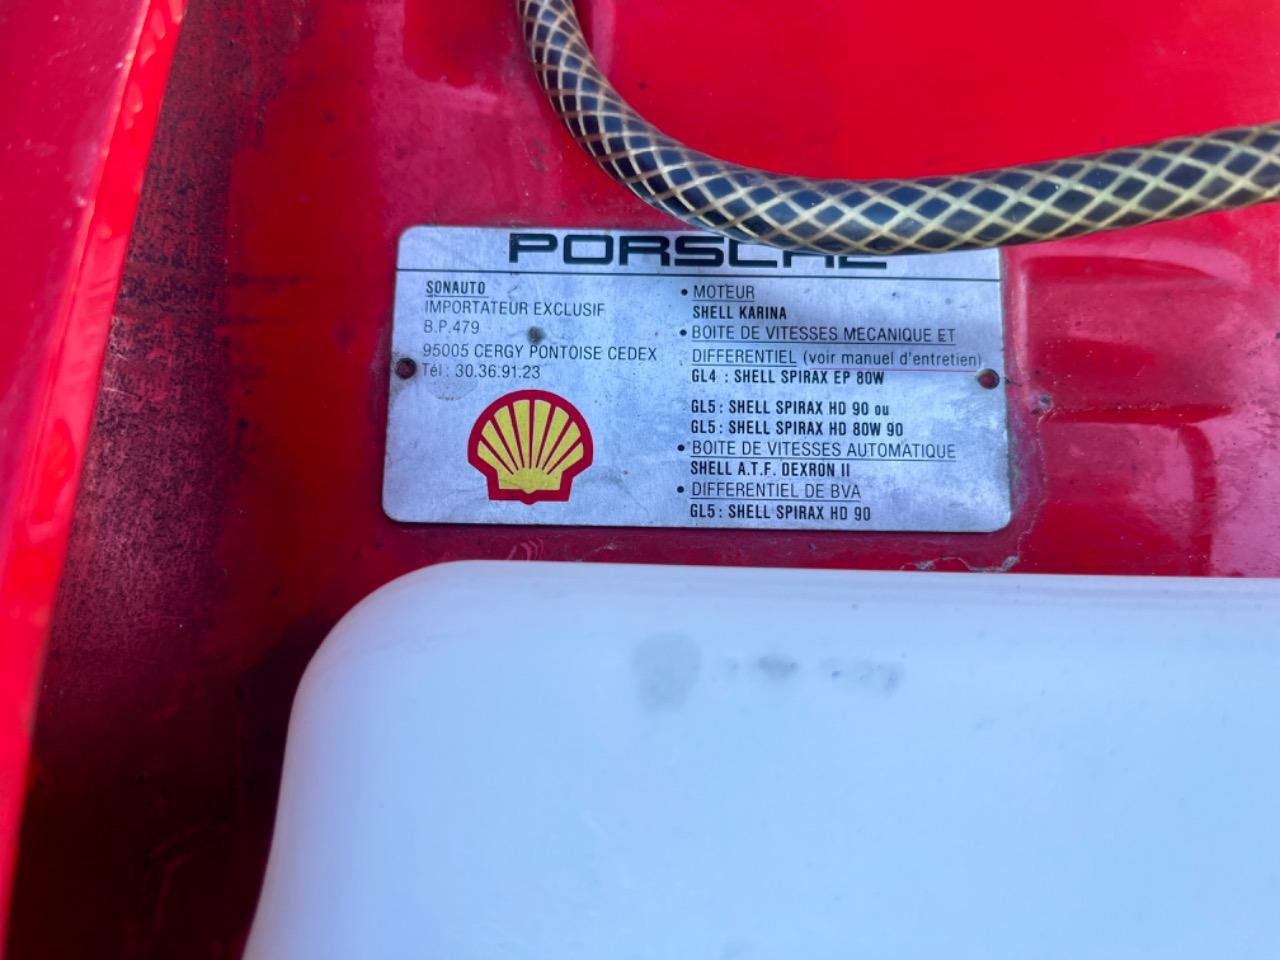 PORSCHE
SONAUTO
IMPORTATEUR EXCLUSIF
B.P. 479
95005 CERGY PONTOISE CEDEX
Tél : 30.36.91.23
• MOTEUR
SHELL KARINA
• BOITE DE VITESSES MECANIQUE ET
DIFFERENTIEL (voir manuel d'entretien)
GL4 : SHELL SPIRAX EP 80W
GL5 : SHELL SPIRAX HD 90 ou
GL5 : SHELL SPIRAX HD 80W 90
• BOITE DE VITESSES AUTOMATIQUE
SHELL A.T.F. DEXRON II
• DIFFERENTIEL DE BVA
GL5 : SHELL SPIRAX HD 90